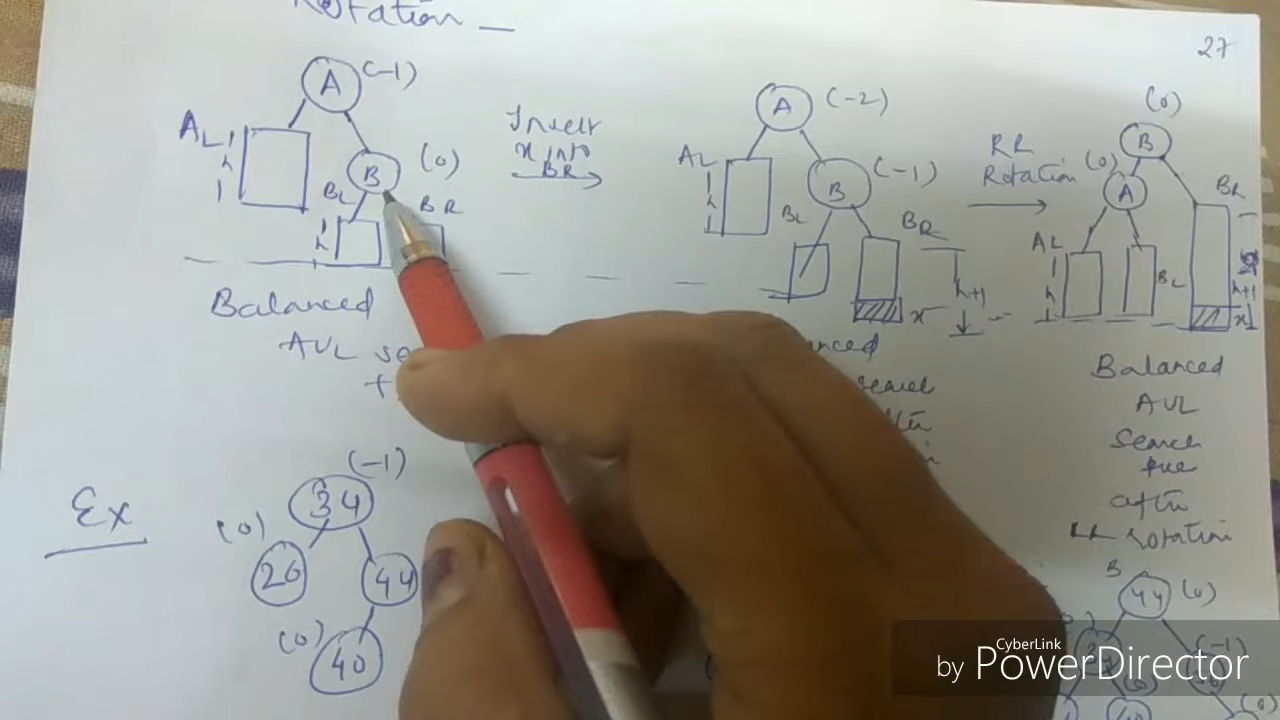 Rotation
27
A (-1)
AL
h
B (0)
BL
BR
h
Balanced
AVL
Insert
x into
BR
A (-2)
AL
h
B (-1)
BL
BR
h+1
x
RR
Rotation
(0)
B
(0)
A
BR
AL
h
BL
h+1
x
Balanced
AVL
Search
tree
after
RR rotation
Ex
(-1)
34
(0)
26
44
(0)
40
B
44 (0)
(-1)
(0)
40
CyberLink
by PowerDirector